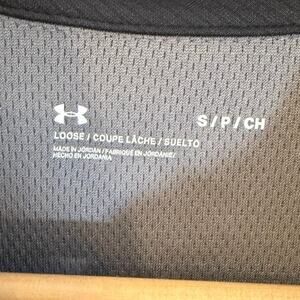 S / P / CH
LOOSE / COUPE LÂCHE / SUELTO
MADE IN JORDAN / FABRIQUÉ EN JORDANIE /
HECHO EN JORDANIA